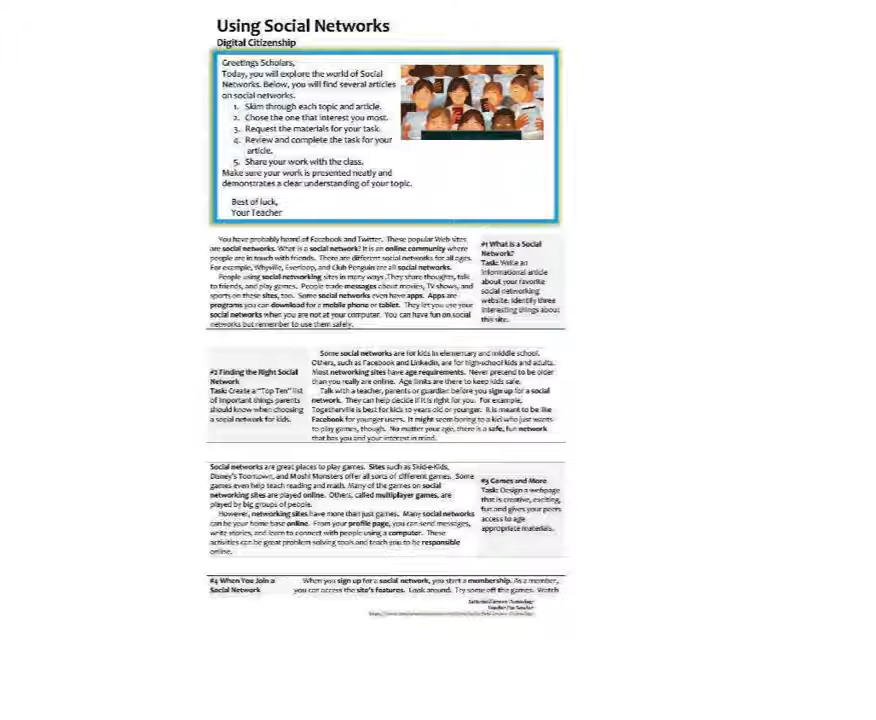 Using Social Networks
Digital Citizenship
Greetings Scholars,
Today, you will explore the world of Social
Networks. Below, you will find several articles
on social networks.
1. Skim through each topic and article.
2. Chose the one that interest you most.
3. Request the materials for your task.
4. Review and complete the task for your
article.
5. Share your work with the class.
Make sure your work is presented neatly and
demonstrates a clear understanding of your topic.
Best of luck,
Your Teacher
You have probably heard of Facebook and Twitter. These popular Web sites
are social networks. What is a social network? It is an online community where
people are in touch with friends. There are different social networks for all ages.
For example, Whyville, Everloop, and Club Penguin are all social networks.
People using social networking sites in many ways .They share thoughts, talk
to friends, and play games. People trade messages about movies, TV shows, and
sports on these sites, too. Some social networks even have apps. Apps are
programs you can download for a mobile phone or tablet. They let you use your
social networks when you are not at your computer. You can have fun on social
networks but remember to use them safely.
#1 What is a Social
Network?
Task: Write an
informational article
about your favorite
social networking
website. Identify three
interesting things about
this site.
#2 Finding the Right Social
Network
Task: Create a "Top Ten" list
of important things parents
should know when choosing
a social network for kids.
Some social networks are for kids in elementary and middle school.
Others, such as Facebook and LinkedIn, are for high-school kids and adults.
Most networking sites have age requirements. Never pretend to be older
than you really are online. Age limits are there to keep kids safe.
Talk with a teacher, parents or guardian before you sign up for a social
network. They can help decide if it is right for you. For example,
Togetherville is best for kids 10 years old or younger. It is meant to be like
Facebook for younger users. It might seem boring to a kid who just wants
to play games, though. No matter your age, there is a safe, fun network
that has you and your interest in mind.
Social networks are great places to play games. Sites such as Skid-e-Kids,
Disney's Toontown, and Moshi Monsters offer all sorts of different games. Some
games even help teach reading and math. Many of the games on social
networking sites are played online. Others, called multiplayer games, are
played by big groups of people.
However, networking sites have more than just games. Many social networks
can be your home base online. From your profile page, you can send messages,
write stories, and learn to connect with people using a computer. These
activities can be great problem solving tools and teach you to be responsible
online.
#3 Games and More
Task: Design a webpage
that is creative, exciting,
fun and gives your peers
access to age
appropriate materials.
#4 When You Join a
Social Network
When you sign up for a social network, you start a membership. As a member,
you can access the site's features. Look around. Try some off the games. Watch